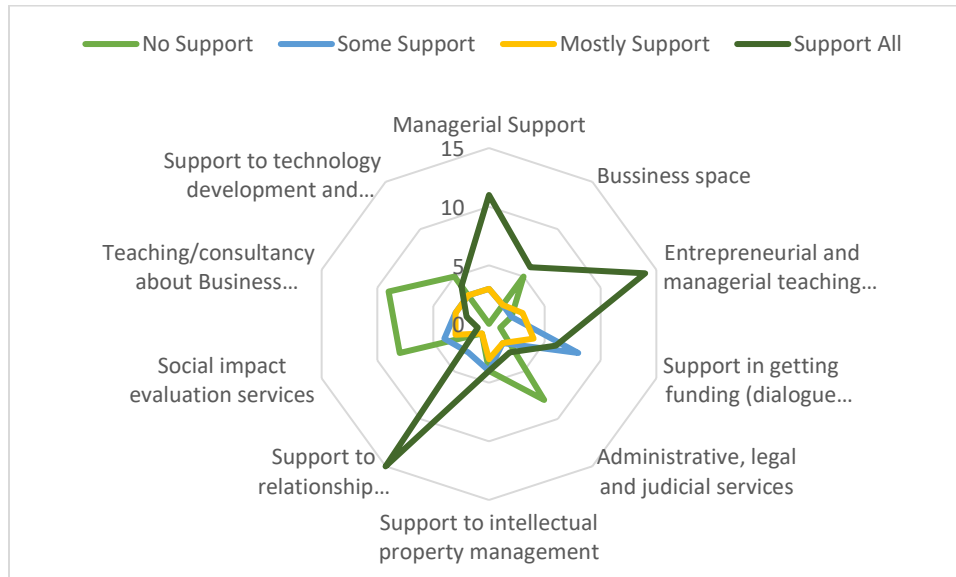 No Support Some Support Mostly Support Support All
Managerial Support
15
Support to technology
development and...
Bussiness space
10
Teaching/consultancy
about Business...
Entrepreneurial and
managerial teaching...
5
0
Social impact
evaluation services
Support in getting
funding (dialogue...
Support to
relationship...
Administrative, legal
and judicial services
Support to intellectual
property management